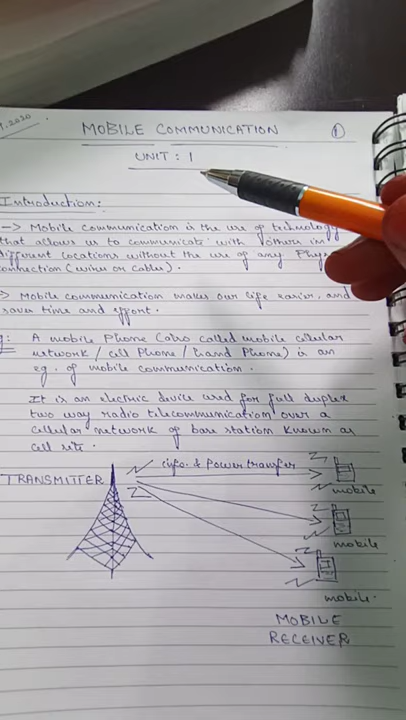 .2020
MOBILE COMMUNICATION
1
UNIT : 1
Introduction:
-> Mobile communication is the use of technology
that allows us to communicate with others in
different locations without the use of any Phys
connection (wires or cables).
> Mobile communication makes our life easier, and
save time and effort.
g: A mobile Phone (also called mobile cellular
network / cell Phone / hand Phone) is an
eg. of mobile communication.
It is an electric device used for full duplex
two way radio telecommunication over a
cellular network of base station known as
cell site.
TRANSMITTER
info. & power transfer
mobile
mobile
mobile.
MOBILE
RECEIVER